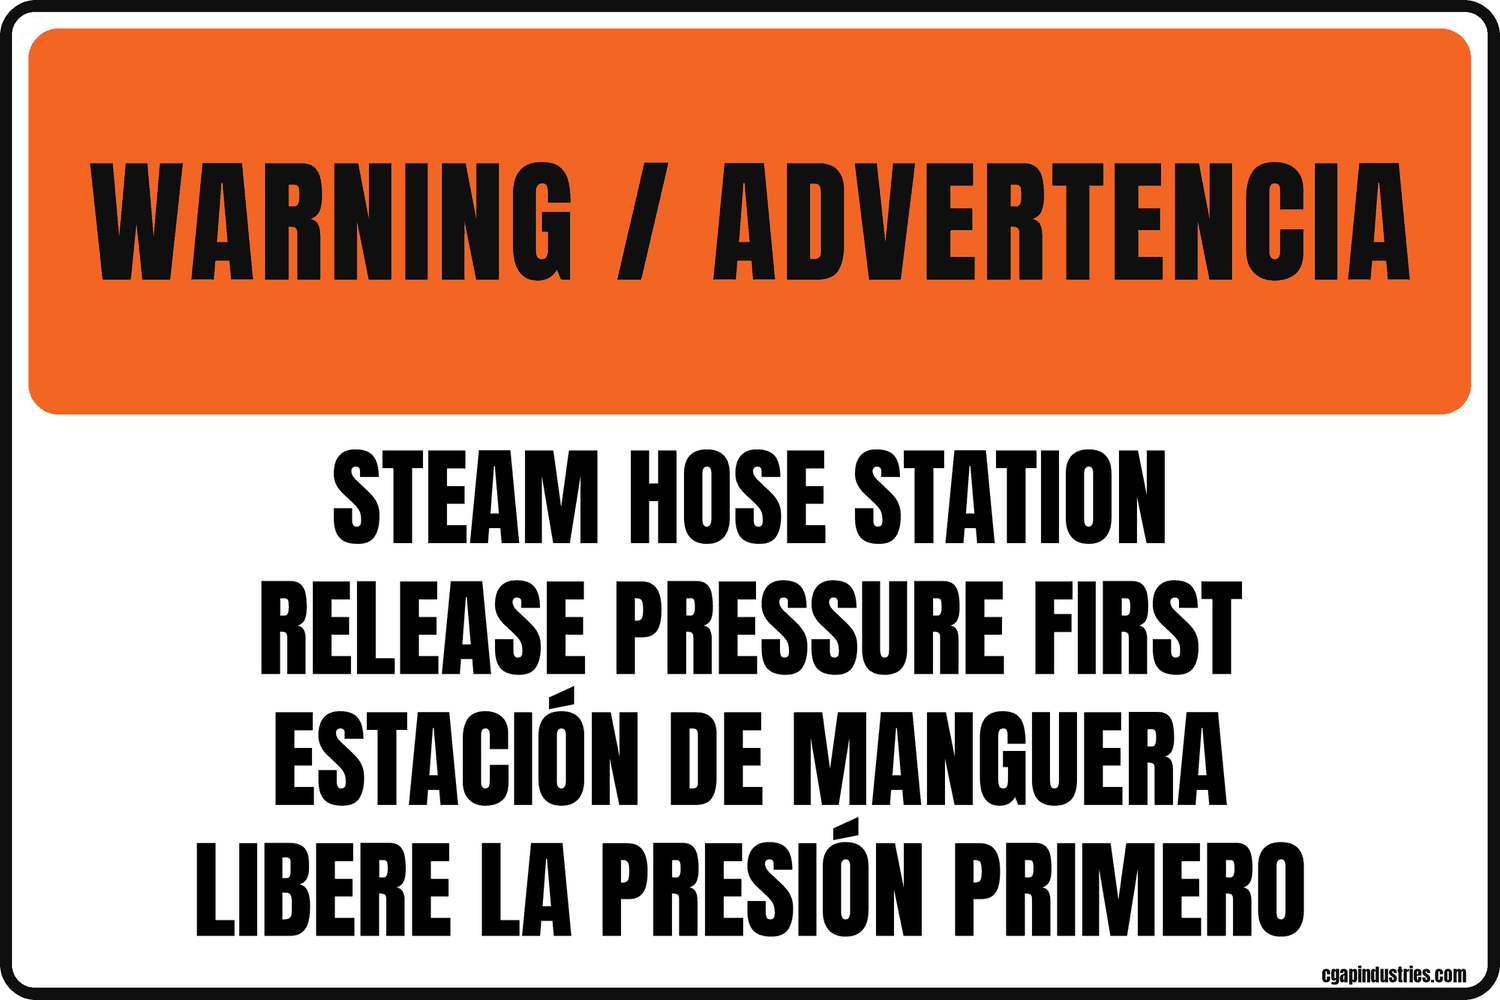 WARNING / ADVERTENCIA
STEAM HOSE STATION
RELEASE PRESSURE FIRST
ESTACIÓN DE MANGUERA
LIBERE LA PRESIÓN PRIMERO
cgapindustries.com